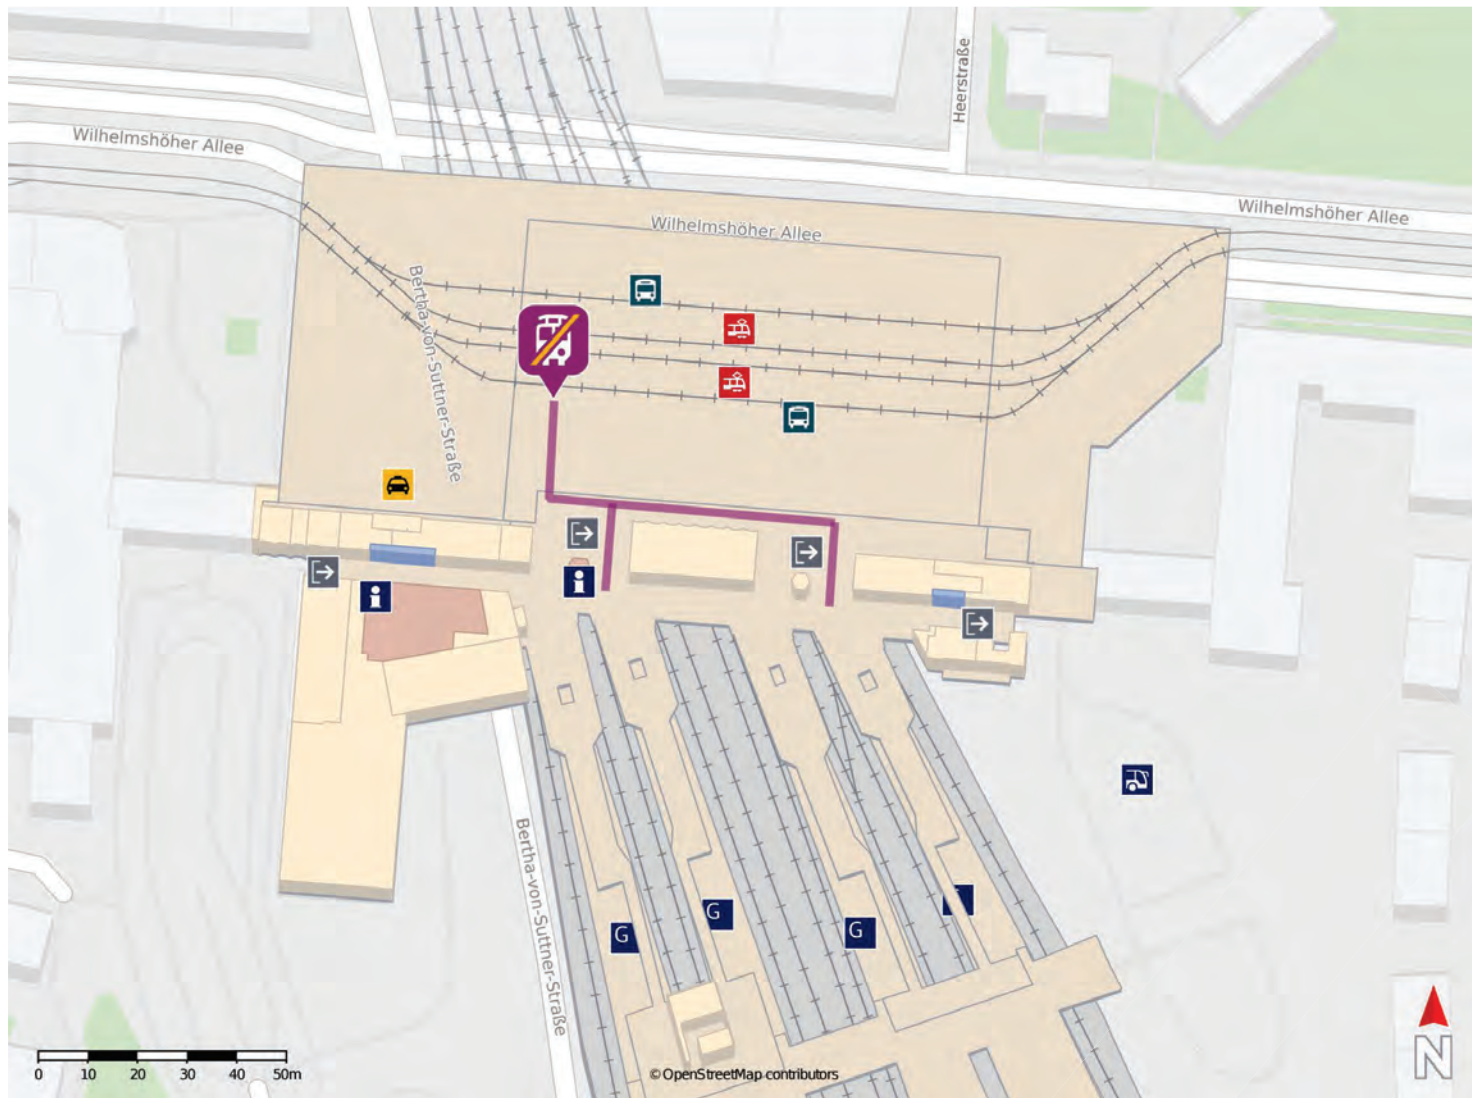 Heerstraße
Wilhelmshöher Allee
Wilhelmshöher Allee
Wilhelmshöher Allee
Bertha-von-Suttner-Straße
Bertha-von-Suttner-Straße
G
G
G
0 10 20 30 40 50m
© OpenStreetMap contributors
N